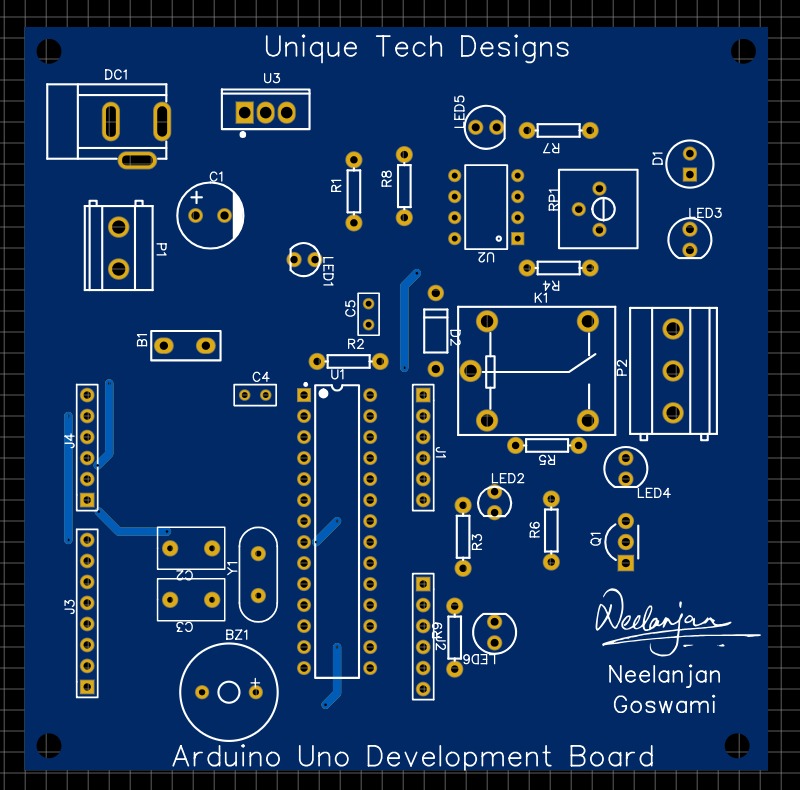 Unique Tech Designs
DC1
U3
LED5
R7
D1
R1
R8
C1
+
RP1
LED3
P1
U2
LED1
R4
K1
C5
D2
B1
R2
P2
U1
C4
J4
J1
R5
LED2
LED4
R3
R6
Q1
C2
Y1
J3
C3
R9
J2
LED6
BZ1
+
Neelanjan
Neelanjan
Goswami
Arduino Uno Development Board